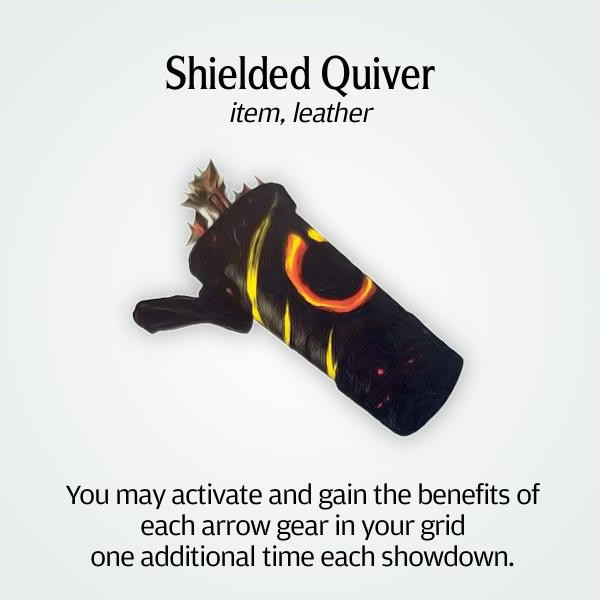 Shielded Quiver
item, leather
You may activate and gain the benefits of
each arrow gear in your grid
one additional time each showdown.